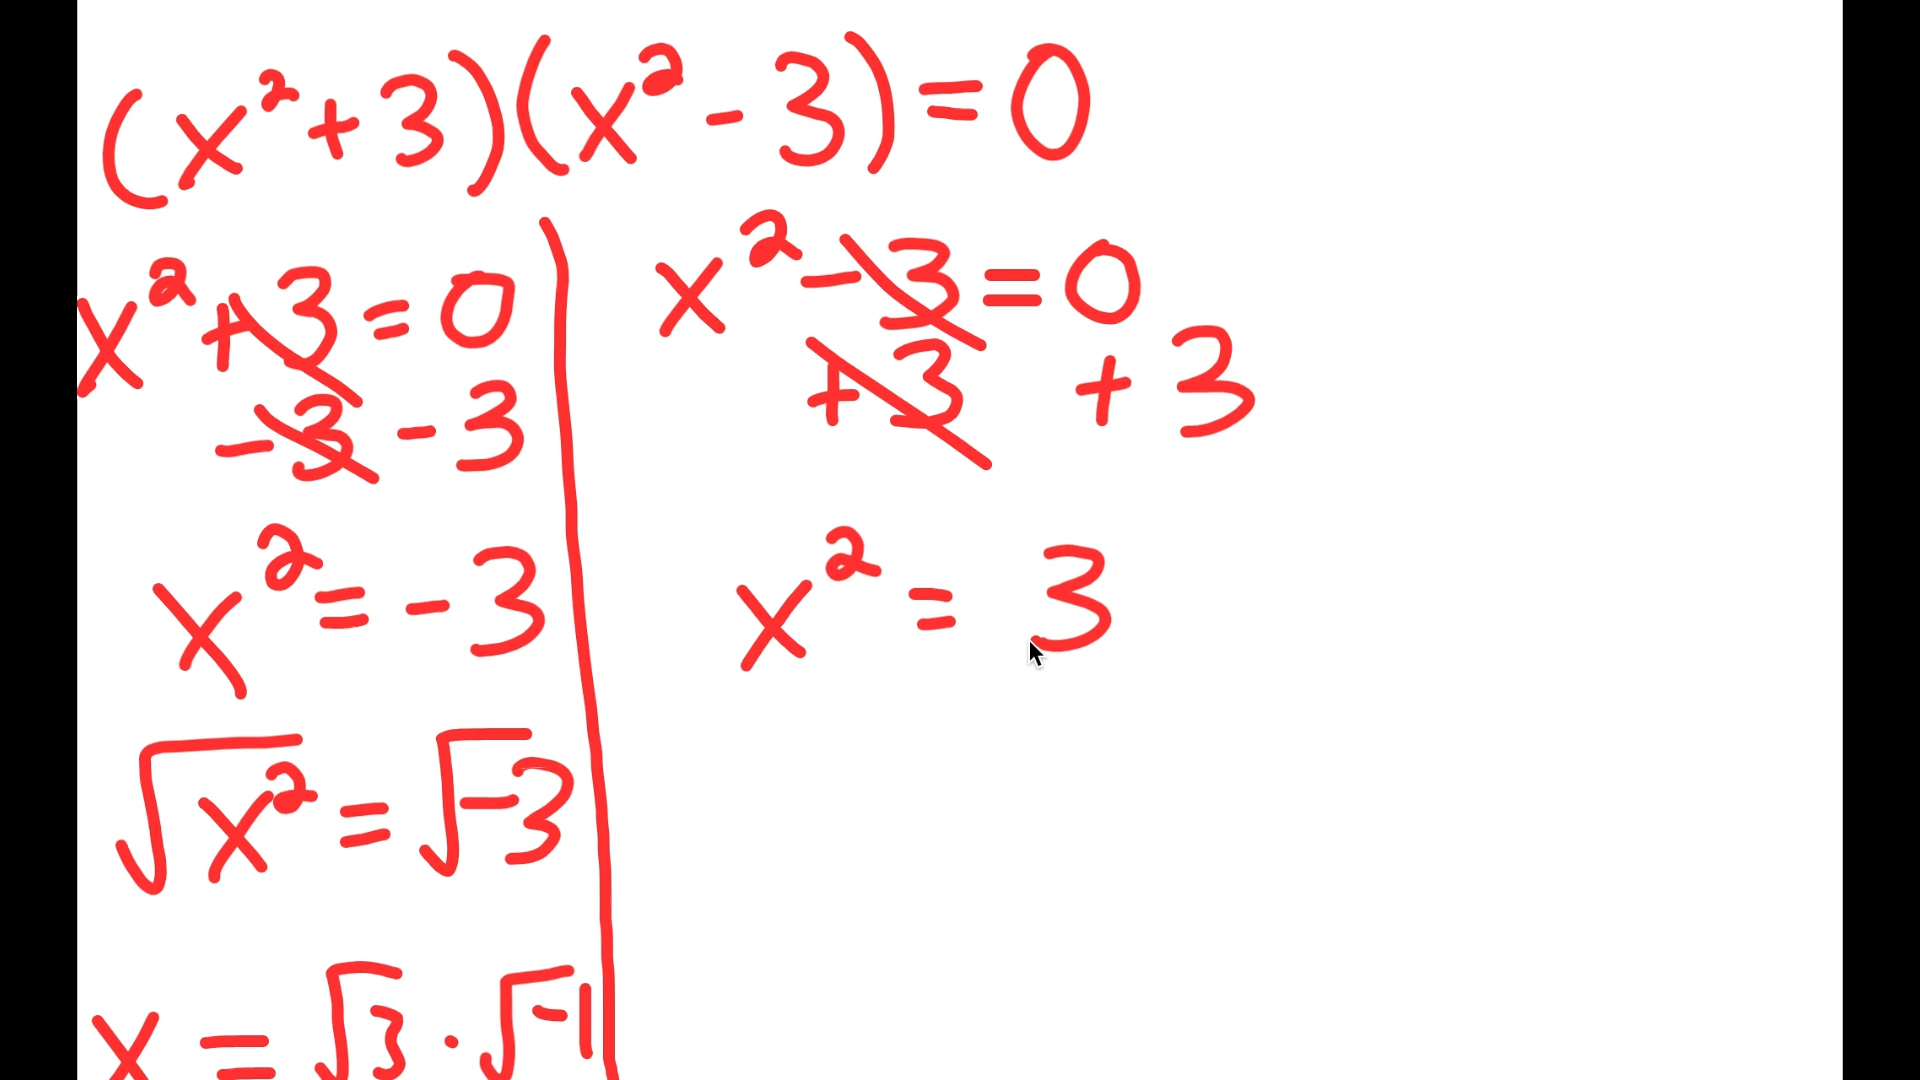 (x²+3)(x²-3)=0
x²+3=0
-3 -3
x²=-3
√x²=√-3
x=√3·√-1
x²-3=0
+3 +3
x²=3